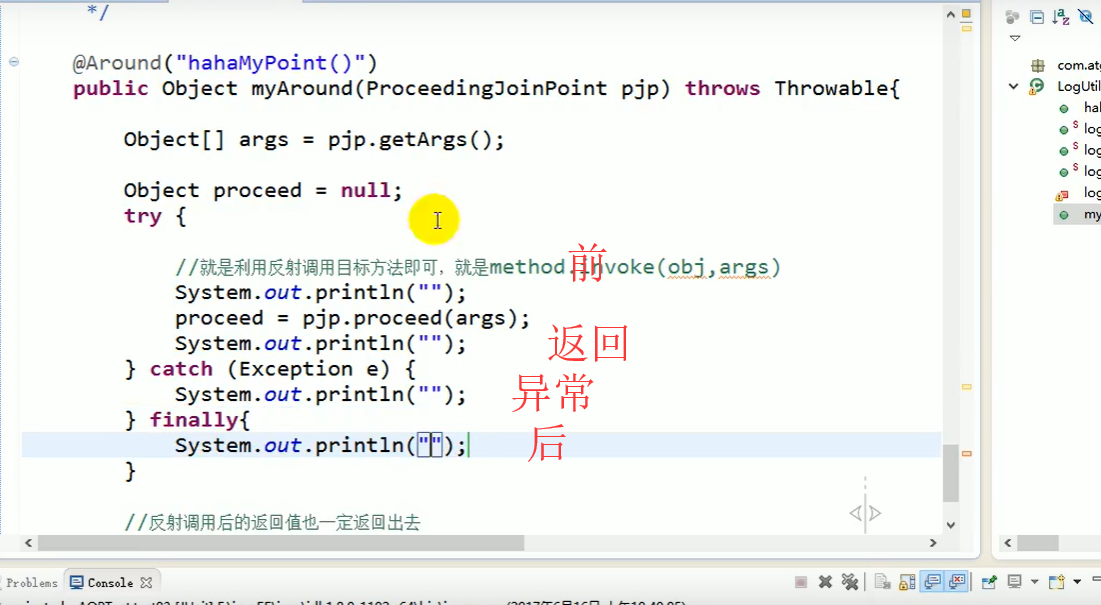 */
@Around("hahaMyPoint()")
public Object myAround(ProceedingJoinPoint pjp) throws Throwable{
Object[] args = pjp.getArgs();
Object proceed = null;
try {
//就是利用反射调用目标方法即可，就是method.invoke(obj,args)
前
System.out.println("");
proceed = pjp.proceed(args);
System.out.println("");
返回
} catch (Exception e) {
System.out.println("");
异常
} finally{
System.out.println("");
后
}
//反射调用后的返回值也一定返回出去
com.atg
LogUtil
hal
log
log
log
log
my
Problems
Console